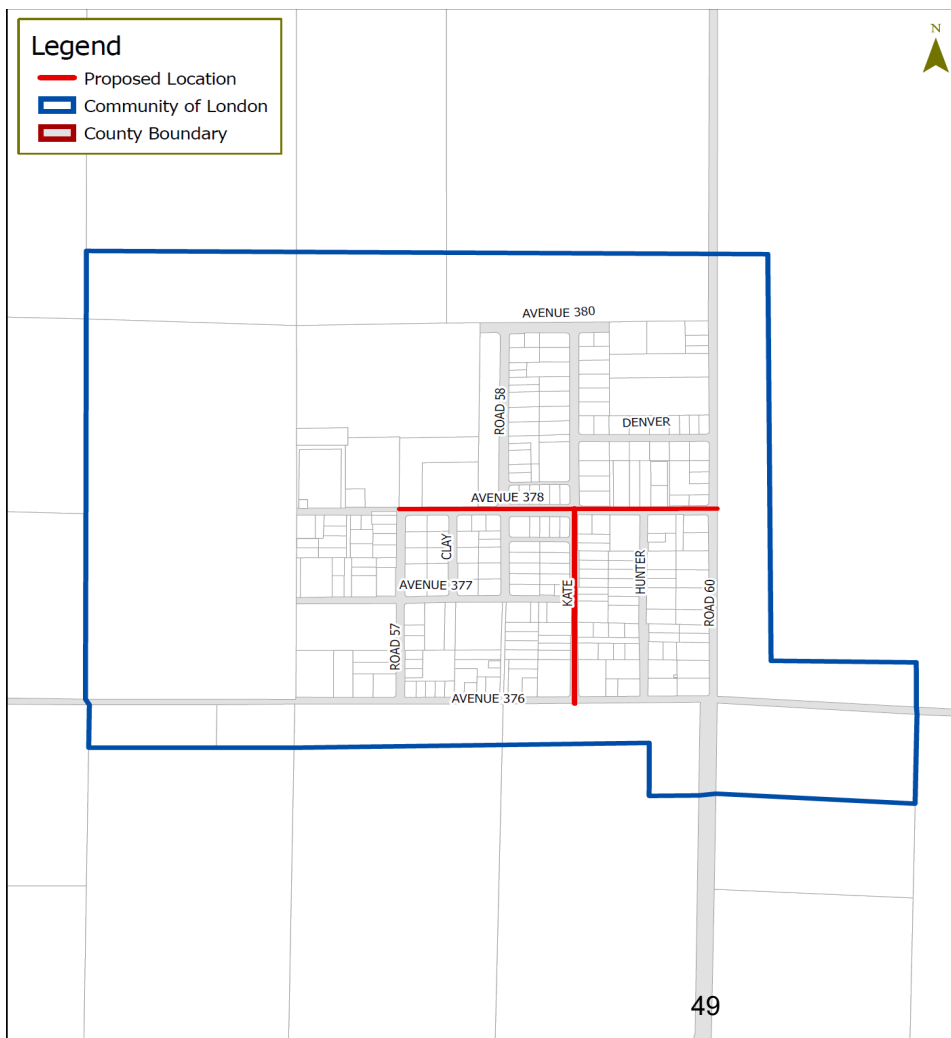 N
Legend
Proposed Location
Community of London
County Boundary
AVENUE 380
ROAD 58
DENVER
AVENUE 378
CLAY
HUNTER
AVENUE 377
KATE
ROAD 60
ROAD 57
AVENUE 376
49